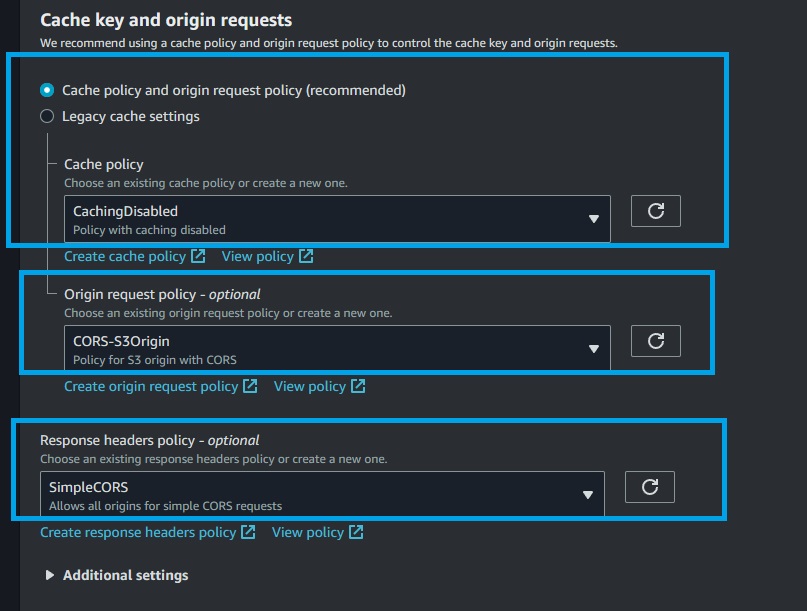 Cache key and origin requests
We recommend using a cache policy and origin request policy to control the cache key and origin requests.
Cache policy and origin request policy (recommended)
Legacy cache settings
Cache policy
Choose an existing cache policy or create a new one.
CachingDisabled
Policy with caching disabled
Create cache policy View policy
Origin request policy - optional
Choose an existing origin request policy or create a new one.
CORS-S3Origin
Policy for S3 origin with CORS
Create origin request policy View policy
Response headers policy - optional
Choose an existing response headers policy or create a new one.
SimpleCORS
Allows all origins for simple CORS requests
Create response headers policy View policy
Additional settings